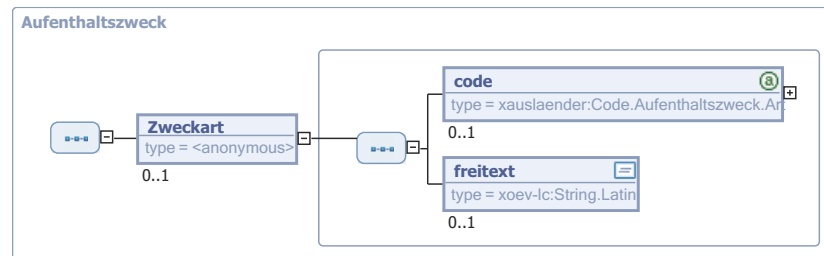 Aufenthaltszweck
code
type = xauslaender:Code.Aufenthaltszweck.Art
0..1
Zweckart
type = <anonymous>
0..1
freitext
type = xoev-lc:String.Latin
0..1